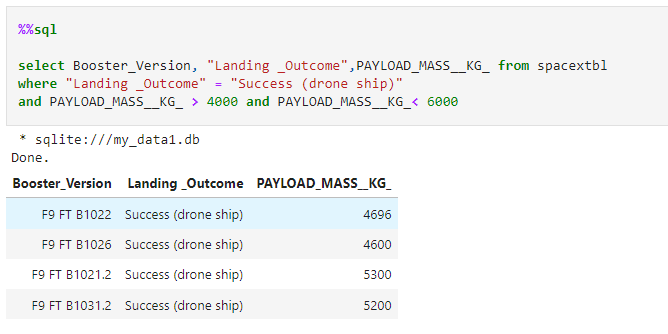 %%sql
select Booster_Version, "Landing _Outcome",PAYLOAD_MASS__KG_ from spacextbl
where "Landing _Outcome" = "Success (drone ship)"
and PAYLOAD_MASS__KG_ > 4000 and PAYLOAD_MASS__KG_< 6000
* sqlite:///my_data1.db
Done.
Booster_Version Landing _Outcome PAYLOAD_MASS__KG_
F9 FT B1022 Success (drone ship) 4696
F9 FT B1026 Success (drone ship) 4600
F9 FT B1021.2 Success (drone ship) 5300
F9 FT B1031.2 Success (drone ship) 5200